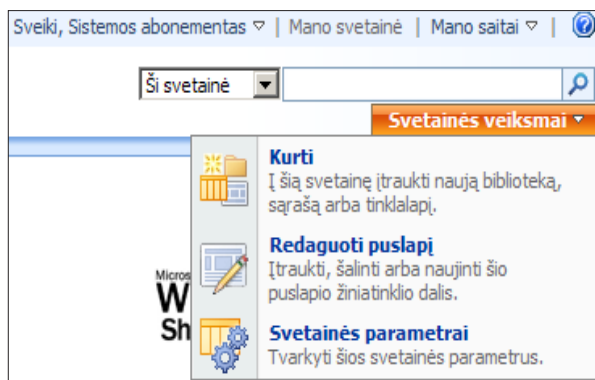 Sveiki, Sistemos abonementas | Mano svetainė | Mano saitai |
Ši svetainė
Svetainės veiksmai
Kurti
Į šią svetainę įtraukti naują biblioteką,
sąrašą arba tinklalapį.
Redaguoti puslapį
Įtraukti, šalinti arba naujinti šio
puslapio žiniatinklio dalis.
Svetainės parametrai
Tvarkyti šios svetainės parametrus.
Micros
W
Sh